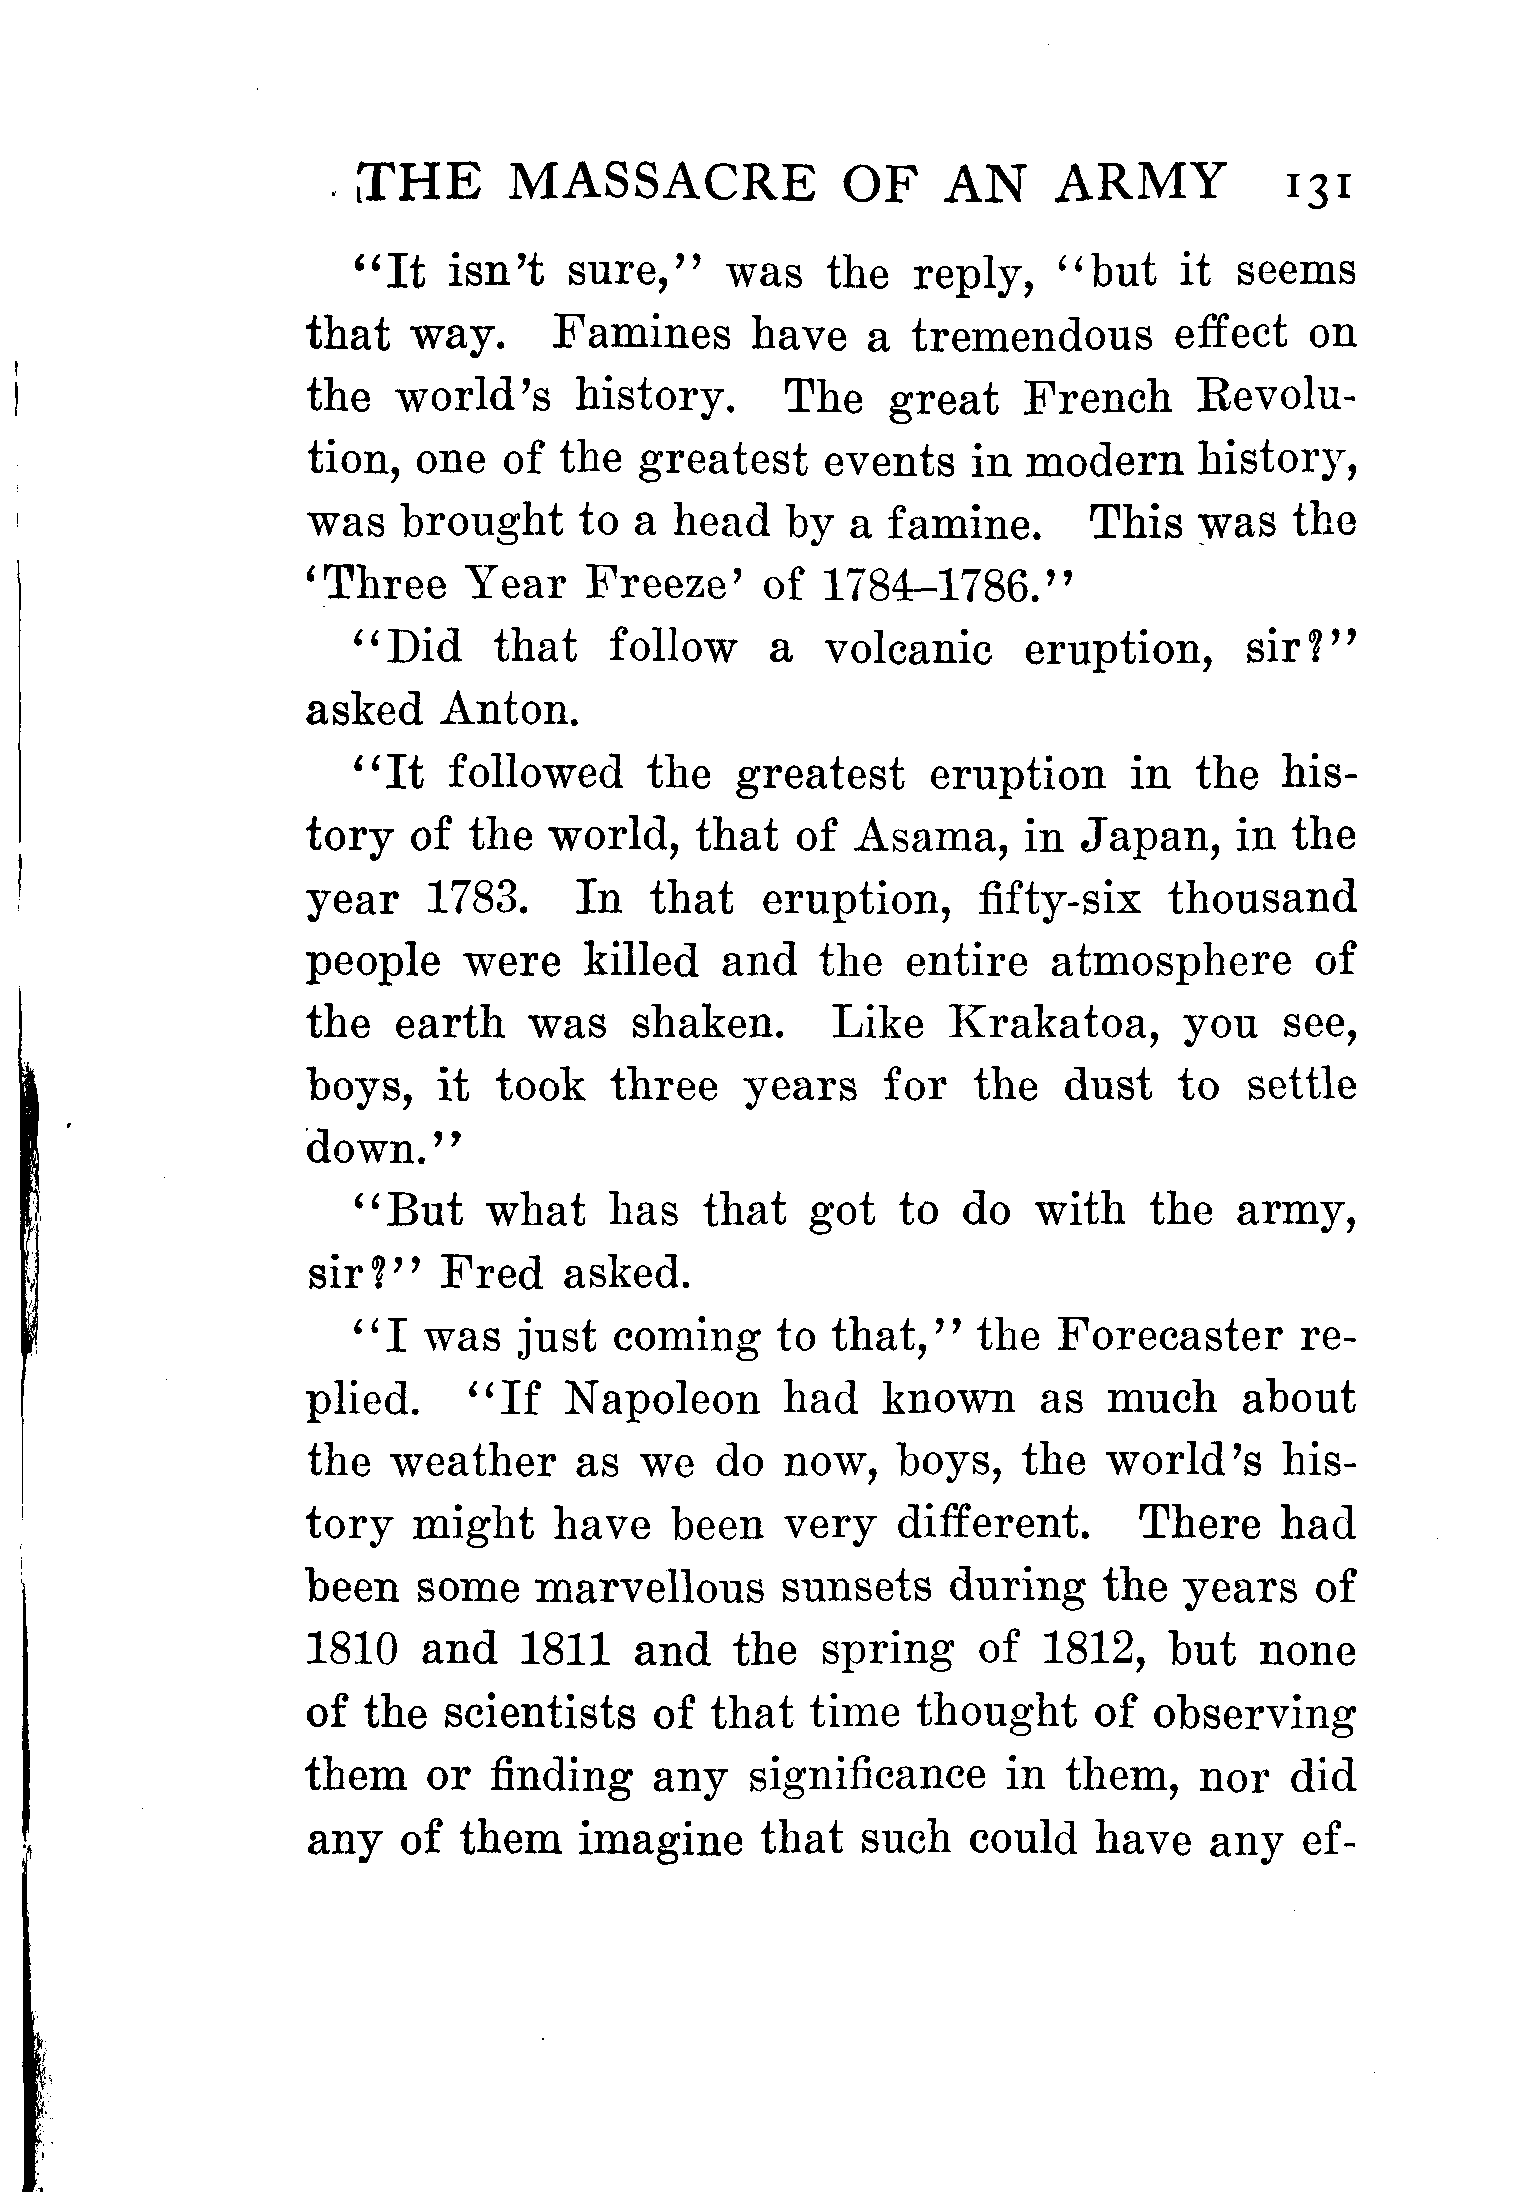 THE MASSACRE OF AN ARMY 131
“It isn’t sure,” was the reply, “but it seems
that way. Famines have a tremendous effect on
the world’s history. The great French Revolu-
tion, one of the greatest events in modern history,
was brought to a head by a famine. This was the
‘Three Year Freeze’ of 1784–1786.”
“Did that follow a volcanic eruption, sir?”
asked Anton.
“It followed the greatest eruption in the his-
tory of the world, that of Asama, in Japan, in the
year 1783. In that eruption, fifty-six thousand
people were killed and the entire atmosphere of
the earth was shaken. Like Krakatoa, you see,
boys, it took three years for the dust to settle
down.”
“But what has that got to do with the army,
sir?” Fred asked.
“I was just coming to that,” the Forecaster re-
plied. “If Napoleon had known as much about
the weather as we do now, boys, the world’s his-
tory might have been very different. There had
been some marvellous sunsets during the years of
1810 and 1811 and the spring of 1812, but none
of the scientists of that time thought of observing
them or finding any significance in them, nor did
any of them imagine that such could have any ef-